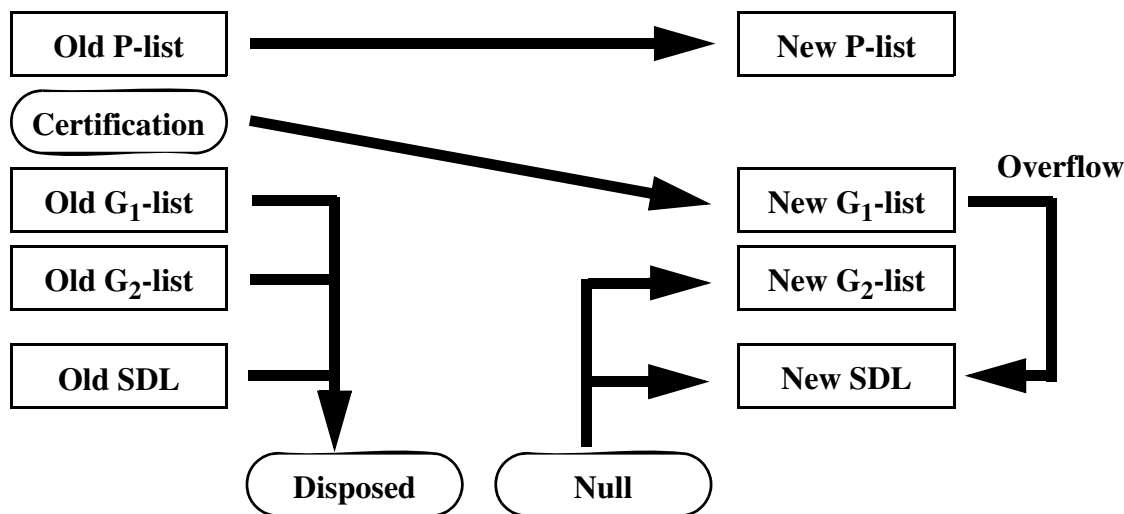 Old P-list
New P-list
Certification
Overflow
Old G₁-list
New G₁-list
Old G₂-list
New G₂-list
Old SDL
New SDL
Disposed
Null